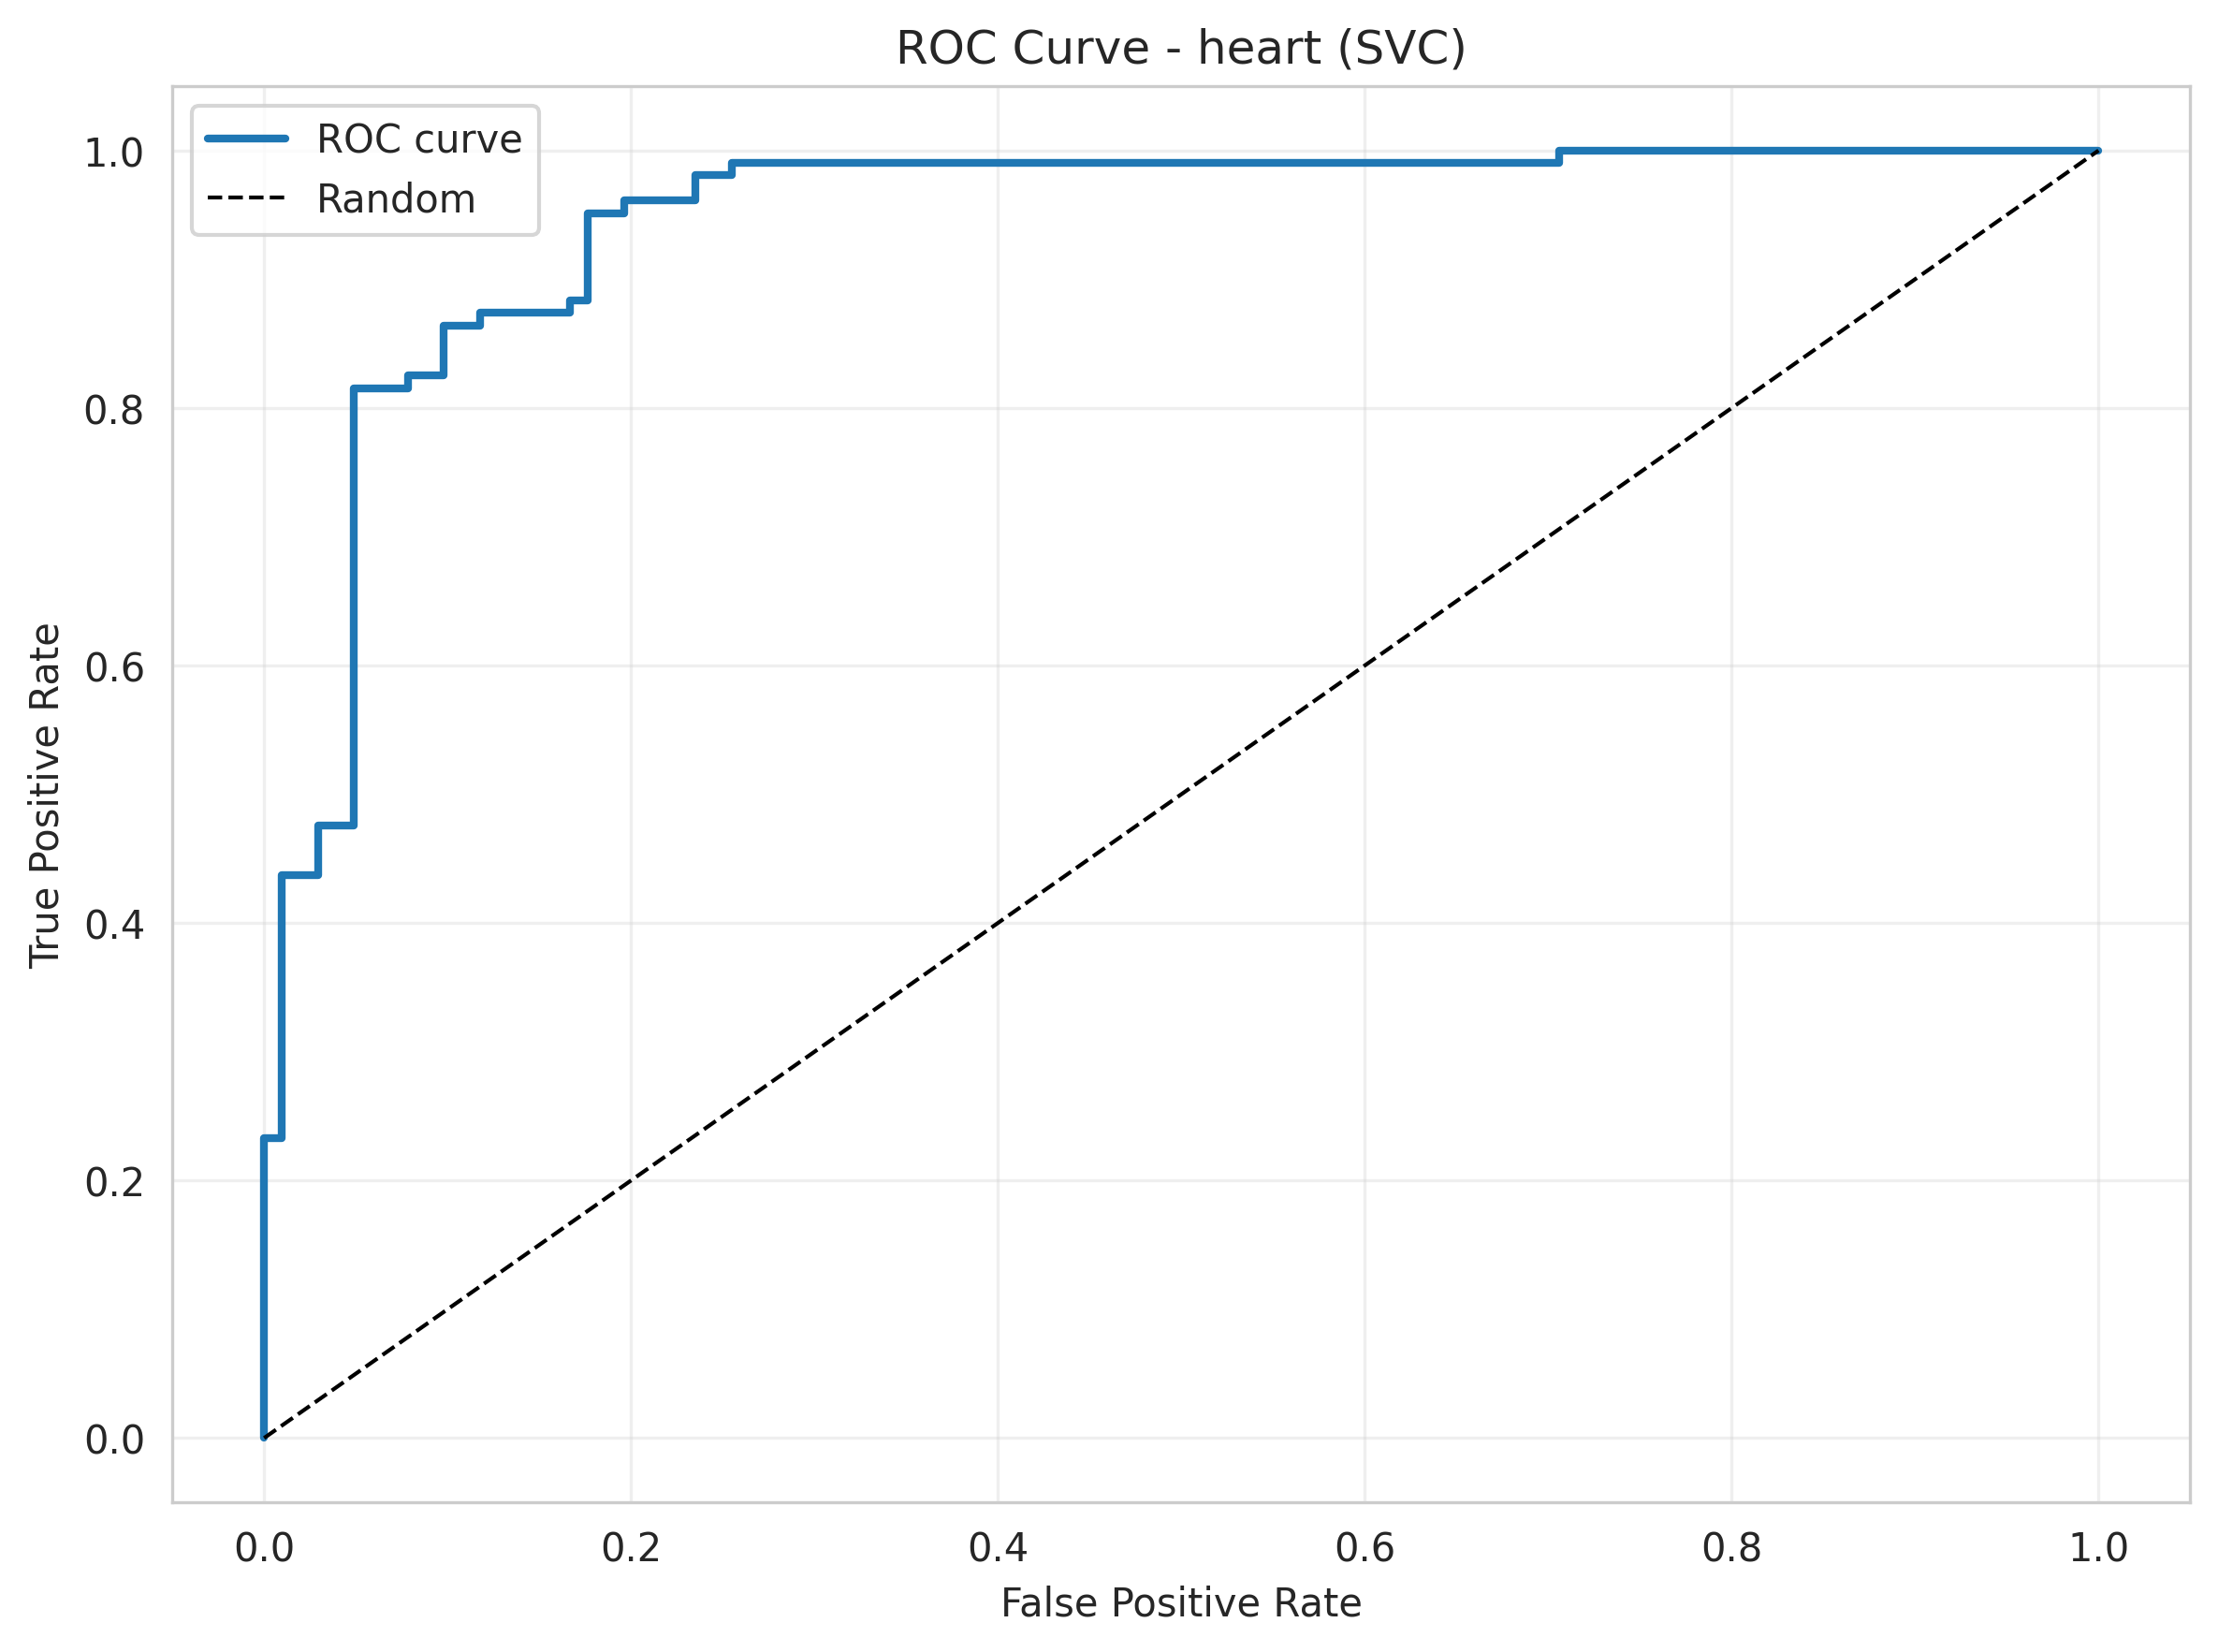 ROC Curve - heart (SVC)
ROC curve
Random
True Positive Rate
1.0
0.8
0.6
0.4
0.2
0.0
0.0 0.2 0.4 0.6 0.8 1.0
False Positive Rate